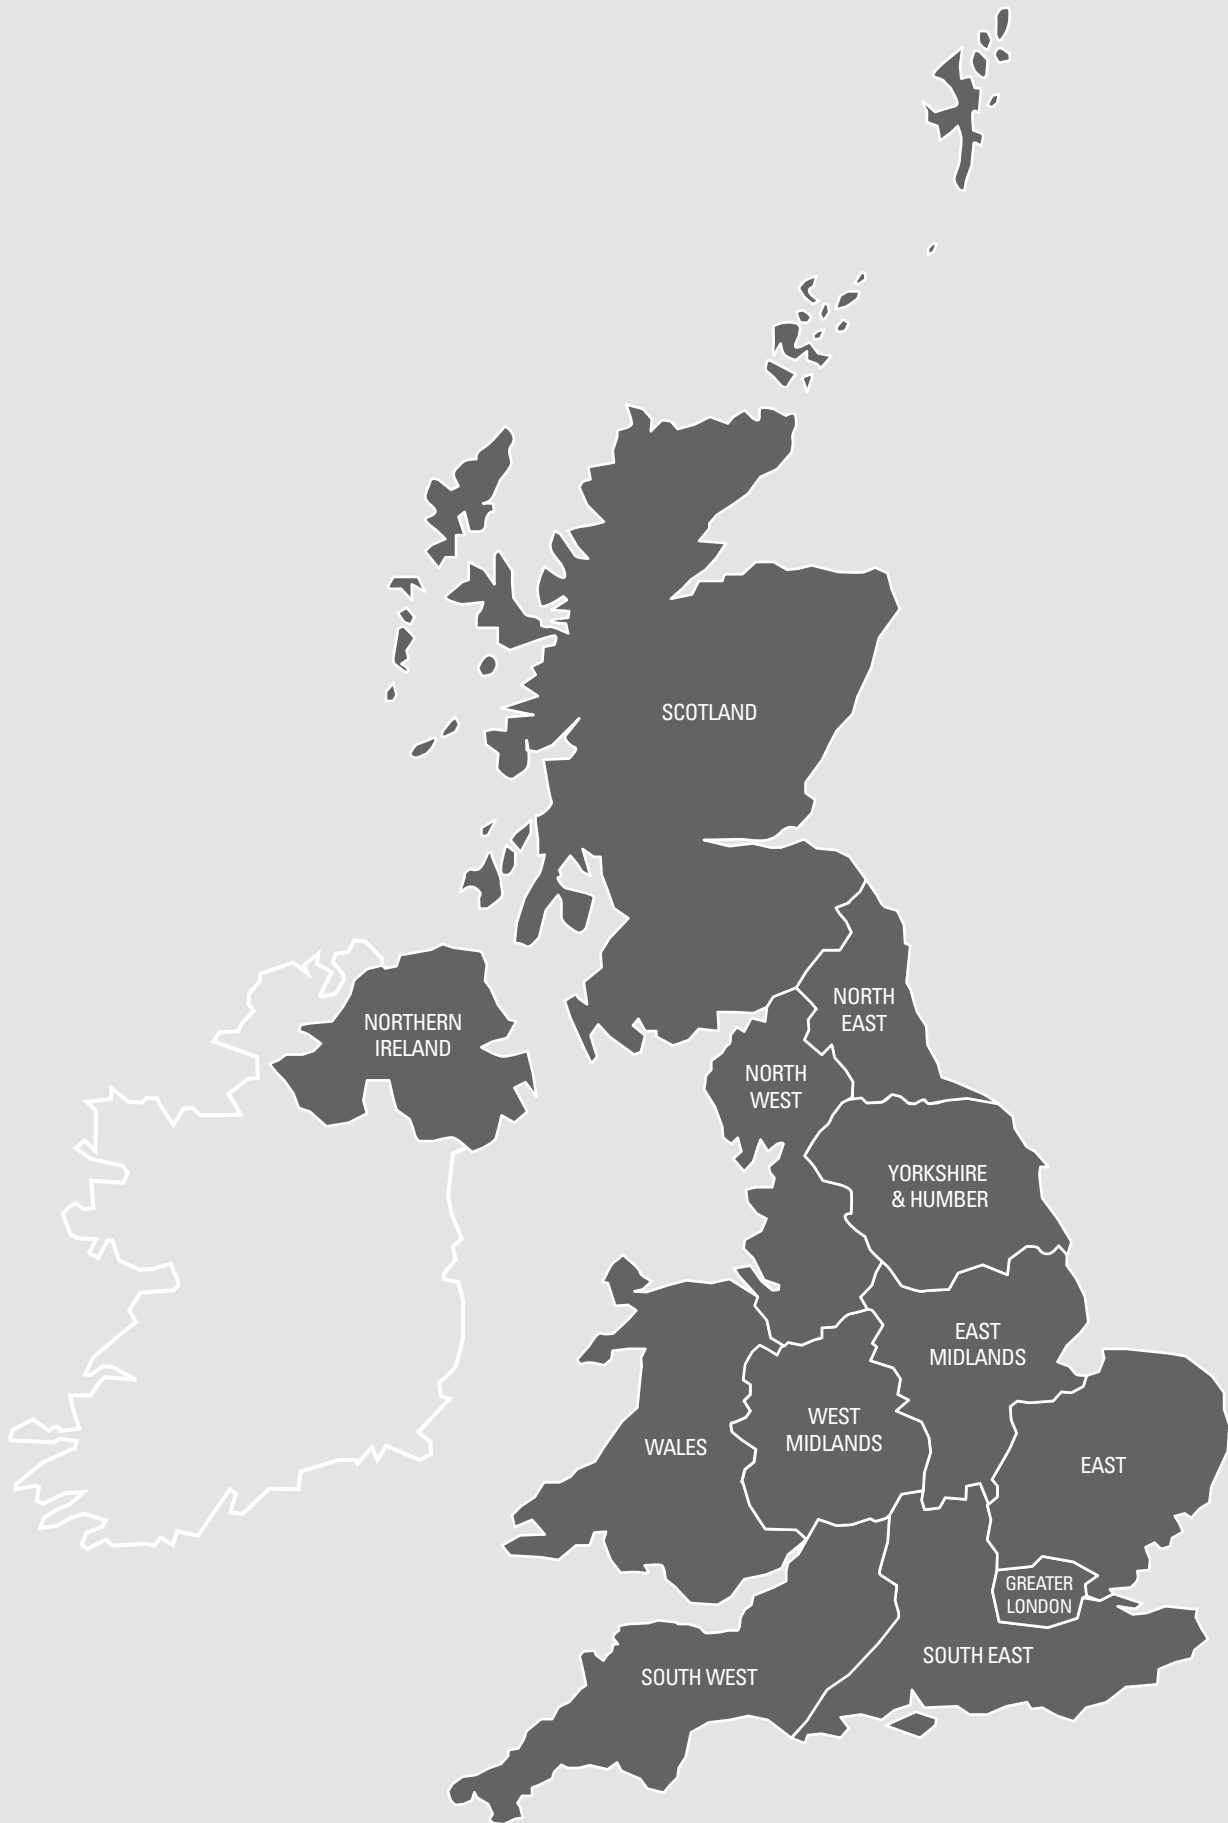 SCOTLAND
NORTH
EAST
NORTHERN
IRELAND
NORTH
WEST
YORKSHIRE
& HUMBER
EAST
MIDLANDS
WEST
MIDLANDS
WALES
EAST
GREATER
LONDON
SOUTH EAST
SOUTH WEST